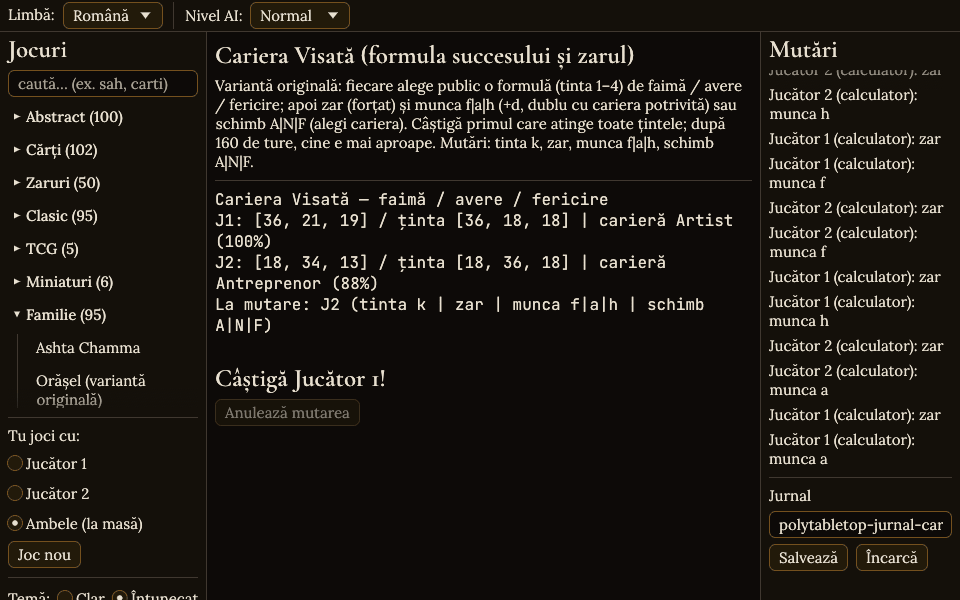 Limbă: Română Nivel AI: Normal
Jocuri
caută... (ex. sah, carti)
Abstract (100)
Cărți (102)
Zaruri (50)
Clasic (95)
TCG (5)
Miniaturi (6)
Familie (95)
Ashta Chamma
Orășel (variantă
originală)
Tu joci cu:
Jucător 1
Jucător 2
Ambele (la masă)
Joc nou
Temă: Clar Întunecat
Cariera Visată (formula succesului și zarul)
Variantă originală: fiecare alege public o formulă (tinta 1–4) de faimă / avere
/ fericire; apoi zar (forțat) și munca f|a|h (+d, dublu cu cariera potrivită) sau
schimb A|N|F (alegi cariera). Câștigă primul care atinge toate țintele; după
160 de ture, cine e mai aproape. Mutări: tinta k, zar, munca f|a|h, schimb
A|N|F.
Cariera Visată — faimă / avere / fericire
J1: [36, 21, 19] / ținta [36, 18, 18] | carieră Artist
(100%)
J2: [18, 34, 13] / ținta [18, 36, 18] | carieră
Antreprenor (88%)
La mutare: J2 (tinta k | zar | munca f|a|h | schimb
A|N|F)
Câștigă Jucător 1!
Anulează mutarea
Mutări
Jucător 2 (calculator): zar
Jucător 2 (calculator):
munca h
Jucător 1 (calculator): zar
Jucător 1 (calculator):
munca f
Jucător 2 (calculator): zar
Jucător 2 (calculator):
munca f
Jucător 1 (calculator): zar
Jucător 1 (calculator):
munca h
Jucător 2 (calculator): zar
Jucător 2 (calculator):
munca a
Jucător 1 (calculator): zar
Jucător 1 (calculator):
munca a
Jurnal
polytabletop-jurnal-car
Salvează Încarcă